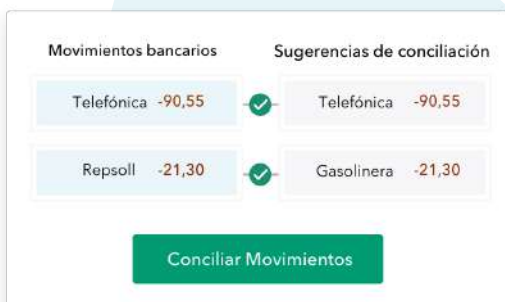 Movimientos bancarios Sugerencias de conciliación
Telefónica -90,55 Telefónica -90,55
Repsoll -21,30 Gasolinera -21,30
Conciliar Movimientos